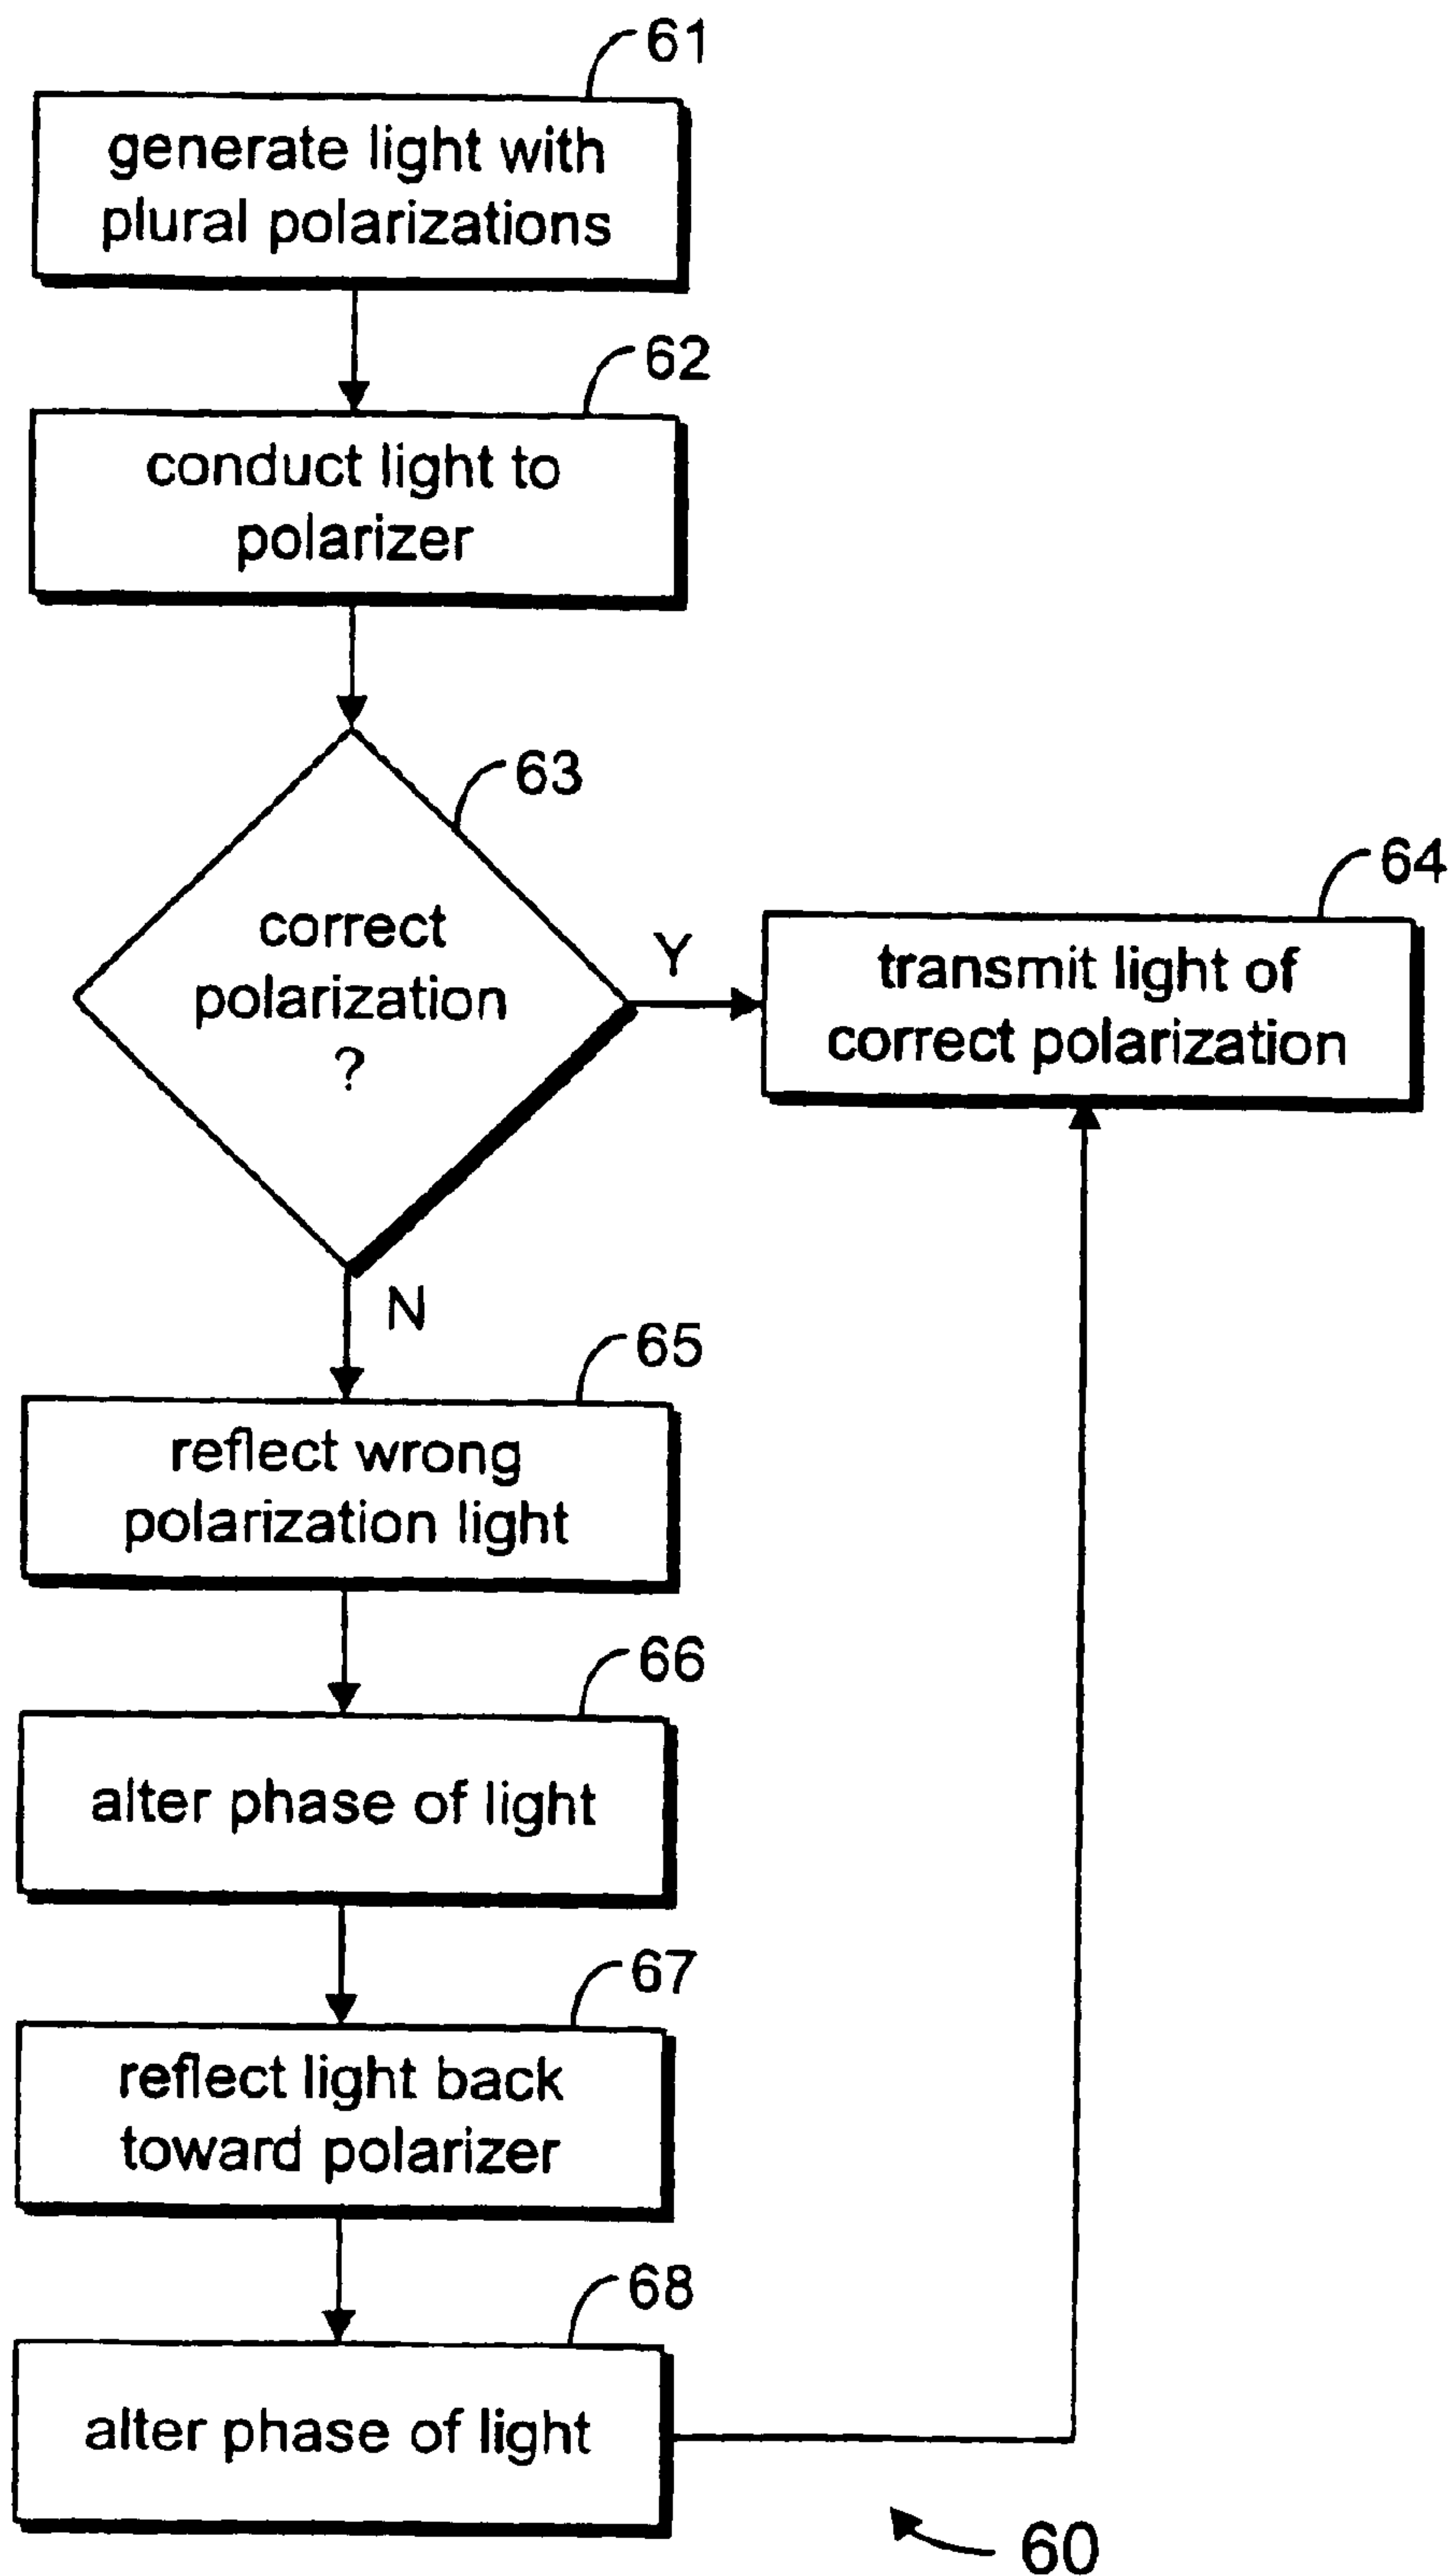 61
generate light with
plural polarizations
62
conduct light to
polarizer
63
correct
polarization
?
Y
64
transmit light of
correct polarization
N
65
reflect wrong
polarization light
66
alter phase of light
67
reflect light back
toward polarizer
68
alter phase of light
60